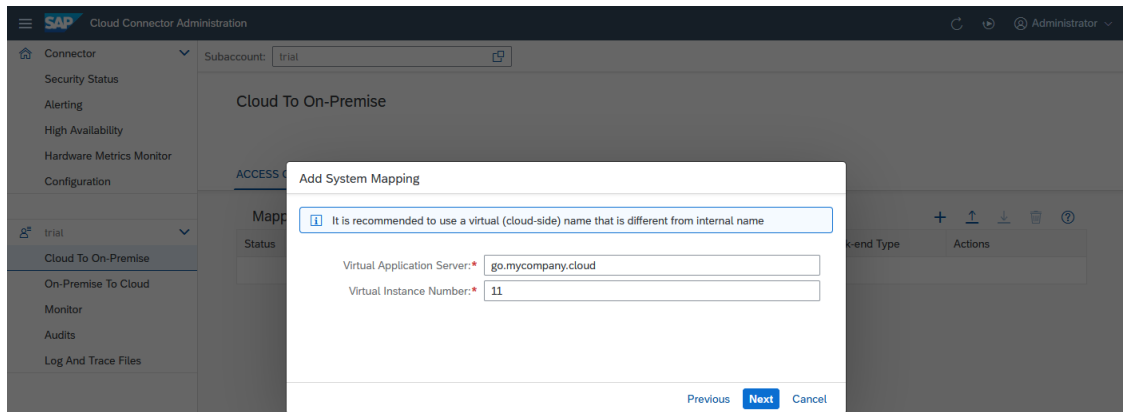 SAP Cloud Connector Administration
Administrator
Connector
Security Status
Alerting
High Availability
Hardware Metrics Monitor
Configuration
trial
Cloud To On-Premise
On-Premise To Cloud
Monitor
Audits
Log And Trace Files
Subaccount: trial
Cloud To On-Premise
ACCESS C
Mapp
Status
k-end Type Actions
Add System Mapping
It is recommended to use a virtual (cloud-side) name that is different from internal name
Virtual Application Server:* go.mycompany.cloud
Virtual Instance Number:* 11
Previous Next Cancel